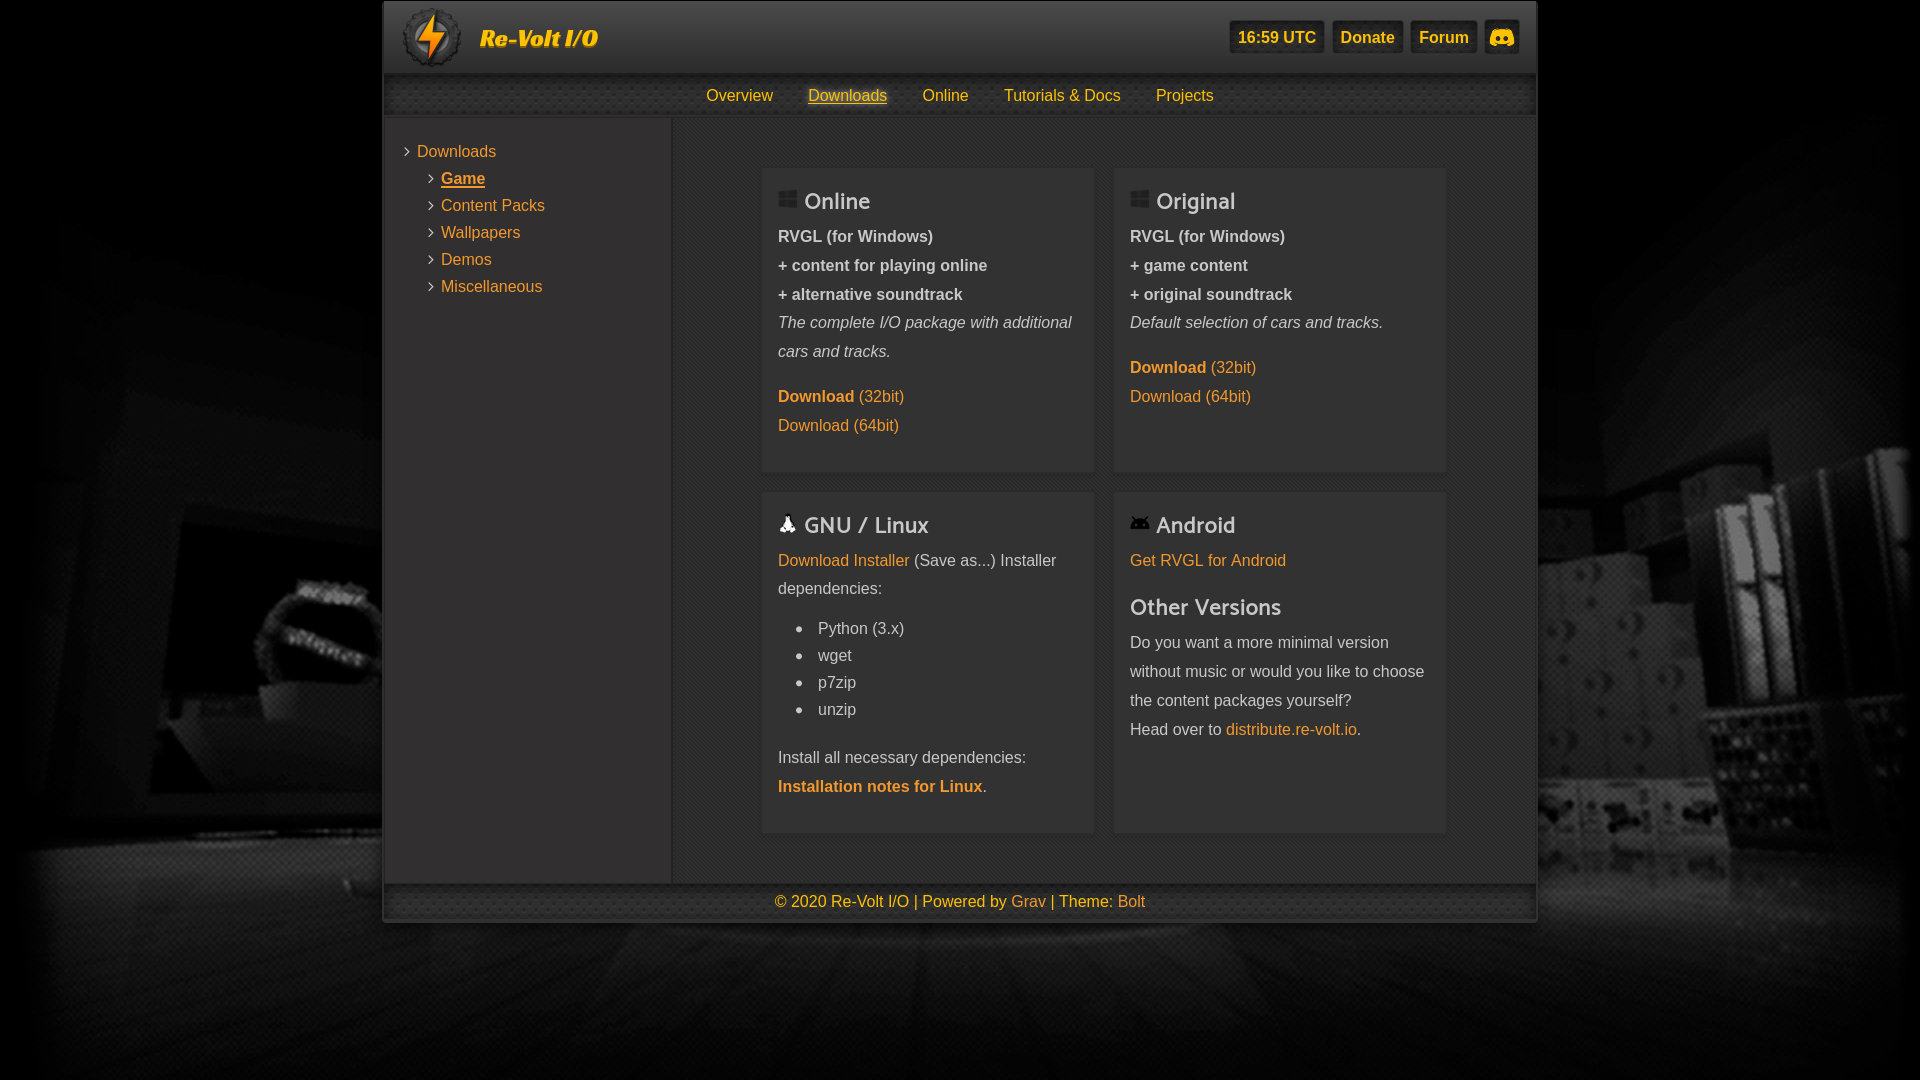 Re-Volt I/O
16:59 UTC
Donate
Forum
Overview
Downloads
Online
Tutorials & Docs
Projects
Downloads
Game
Content Packs
Wallpapers
Demos
Miscellaneous
Online
RVGL (for Windows)
+ content for playing online
+ alternative soundtrack
The complete I/O package with additional
cars and tracks.
Download (32bit)
Download (64bit)
Original
RVGL (for Windows)
+ game content
+ original soundtrack
Default selection of cars and tracks.
Download (32bit)
Download (64bit)
GNU / Linux
Download Installer (Save as...) Installer
dependencies:
Python (3.x)
wget
p7zip
unzip
Install all necessary dependencies:
Installation notes for Linux.
Android
Get RVGL for Android
Other Versions
Do you want a more minimal version
without music or would you like to choose
the content packages yourself?
Head over to distribute.re-volt.io.
© 2020 Re-Volt I/O | Powered by Grav | Theme: Bolt